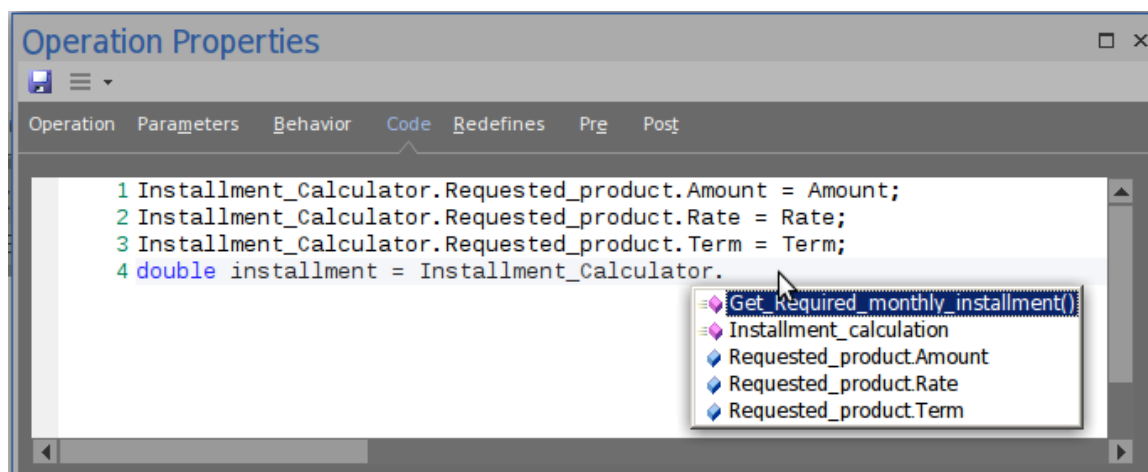 Operation Properties
Operation Parameters Behavior Code Redefines Pre Post
1 Installment_Calculator.Requested_product.Amount = Amount;
2 Installment_Calculator.Requested_product.Rate = Rate;
3 Installment_Calculator.Requested_product.Term = Term;
4 double installment = Installment_Calculator.
Get_Required_monthly_installment()
Installment_calculation
Requested_product.Amount
Requested_product.Rate
Requested_product.Term